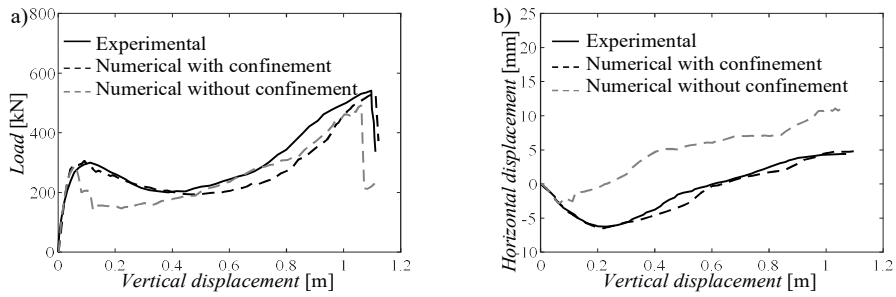 a)
800
600
400
200
0
Load [kN]
Experimental
Numerical with confinement
Numerical without confinement
0
0.2
0.4
0.6
0.8
1
1.2
Vertical displacement [m]
b)
25
20
15
10
5
0
-5
-10
Horizontal displacement [mm]
Experimental
Numerical with confinement
Numerical without confinement
0
0.2
0.4
0.6
0.8
1
1.2
Vertical displacement [m]